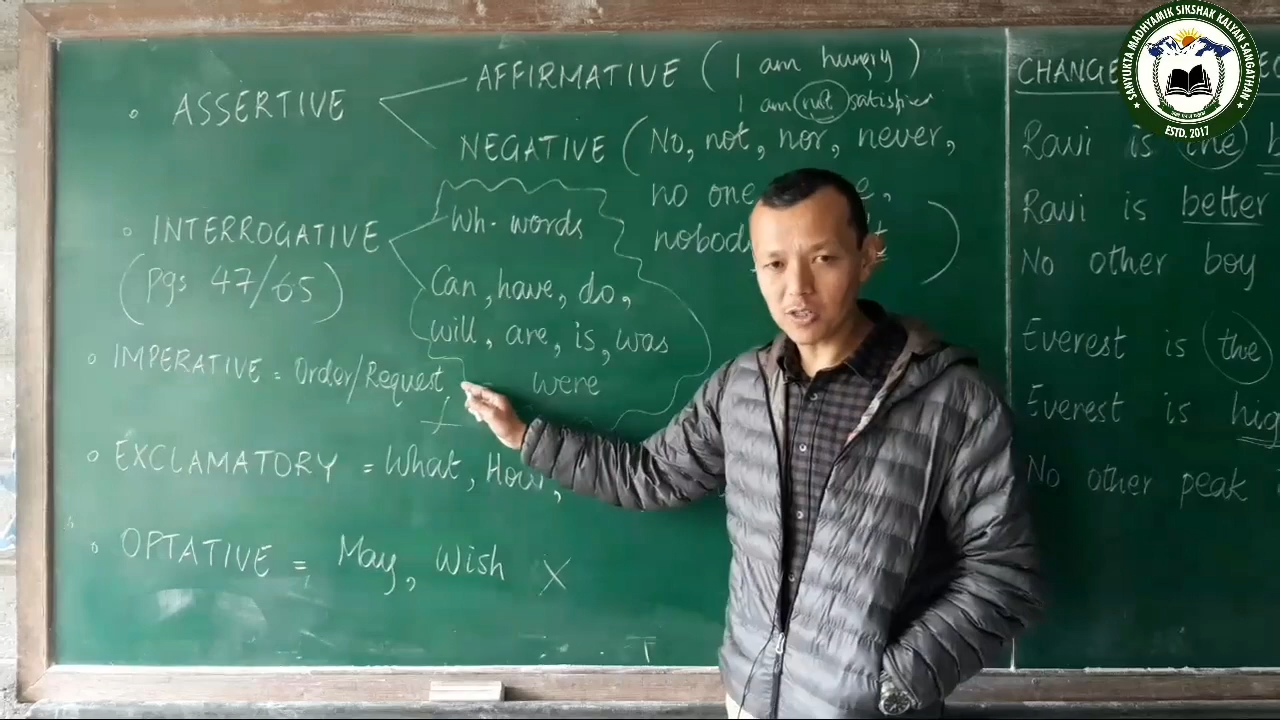 • ASSERTIVE
AFFIRMATIVE ( I am hungry )
I am not
NEGATIVE ( No, not, nor, never,
no one
• INTERROGATIVE
(pgs 47/65)
Wh- words
Can, have, do,
will, are, is, was
were
• IMPERATIVE = Order/Request
• EXCLAMATORY = What, How,
• OPTATIVE = May, Wish X
CHANGE
Ravi is the
Ravi is better
No other boy
Everest is the
Everest is
No other peak
SANYUKTA MADHYAMIK SIKSHAK KALYAN SANGATHAN
ESTD. 2017